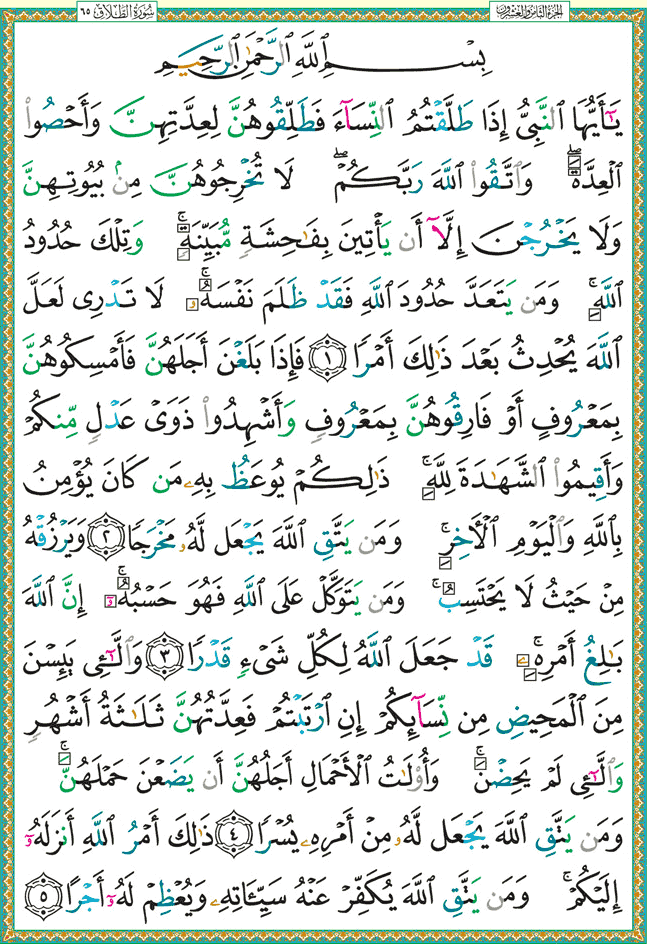 سُورَةُ الطَّلَاقِ ٦٥
الجزء الثامن والعشرون
بِسْمِ ٱللَّهِ ٱلرَّحْمَٰنِ ٱلرَّحِيمِ
يَٰٓأَيُّهَا ٱلنَّبِىُّ إِذَا طَلَّقْتُمُ ٱلنِّسَآءَ فَطَلِّقُوهُنَّ لِعِدَّتِهِنَّ وَأَحْصُوا۟
ٱلْعِدَّةَ ۖ وَٱتَّقُوا۟ ٱللَّهَ رَبَّكُمْ ۖ لَا تُخْرِجُوهُنَّ مِنۢ بُيُوتِهِنَّ
وَلَا يَخْرُجْنَ إِلَّآ أَن يَأْتِينَ بِفَٰحِشَةٍ مُّبَيِّنَةٍ ۚ وَتِلْكَ حُدُودُ
ٱللَّهِ ۚ وَمَن يَتَعَدَّ حُدُودَ ٱللَّهِ فَقَدْ ظَلَمَ نَفْسَهُۥ ۚ لَا تَدْرِى لَعَلَّ
ٱللَّهَ يُحْدِثُ بَعْدَ ذَٰلِكَ أَمْرًا ١ فَإِذَا بَلَغْنَ أَجَلَهُنَّ فَأَمْسِكُوهُنَّ
بِمَعْرُوفٍ أَوْ فَارِقُوهُنَّ بِمَعْرُوفٍ وَأَشْهِدُوا۟ ذَوَىْ عَدْلٍ مِّنكُمْ
وَأَقِيمُوا۟ ٱلشَّهَٰدَةَ لِلَّهِ ۚ ذَٰلِكُمْ يُوعَظُ بِهِۦ مَن كَانَ يُؤْمِنُ
بِٱللَّهِ وَٱلْيَوْمِ ٱلْءَاخِرِ ۚ وَمَن يَتَّقِ ٱللَّهَ يَجْعَل لَّهُۥ مَخْرَجًا ٢ وَيَرْزُقْهُ
مِنْ حَيْثُ لَا يَحْتَسِبُ ۚ وَمَن يَتَوَكَّلْ عَلَى ٱللَّهِ فَهُوَ حَسْبُهُۥٓ ۚ إِنَّ ٱللَّهَ
بَٰلِغُ أَمْرِهِۦ ۚ قَدْ جَعَلَ ٱللَّهُ لِكُلِّ شَىْءٍ قَدْرًا ٣ وَٱلَّٰٓـِٔى يَئِسْنَ
مِنَ ٱلْمَحِيضِ مِن نِّسَآئِكُمْ إِنِ ٱرْتَبْتُمْ فَعِدَّتُهُنَّ ثَلَٰثَةُ أَشْهُرٍ
وَٱلَّٰٓـِٔى لَمْ يَحِضْنَ ۚ وَأُو۟لَٰتُ ٱلْأَحْمَالِ أَجَلُهُنَّ أَن يَضَعْنَ حَمْلَهُنَّ ۚ
وَمَن يَتَّقِ ٱللَّهَ يَجْعَل لَّهُۥ مِنْ أَمْرِهِۦ يُسْرًا ٤ ذَٰلِكَ أَمْرُ ٱللَّهِ أَنزَلَهُۥٓ
إِلَيْكُمْ ۚ وَمَن يَتَّقِ ٱللَّهَ يُكَفِّرْ عَنْهُ سَيِّـَٔاتِهِۦ وَيُعْظِمْ لَهُۥٓ أَجْرًا ٥